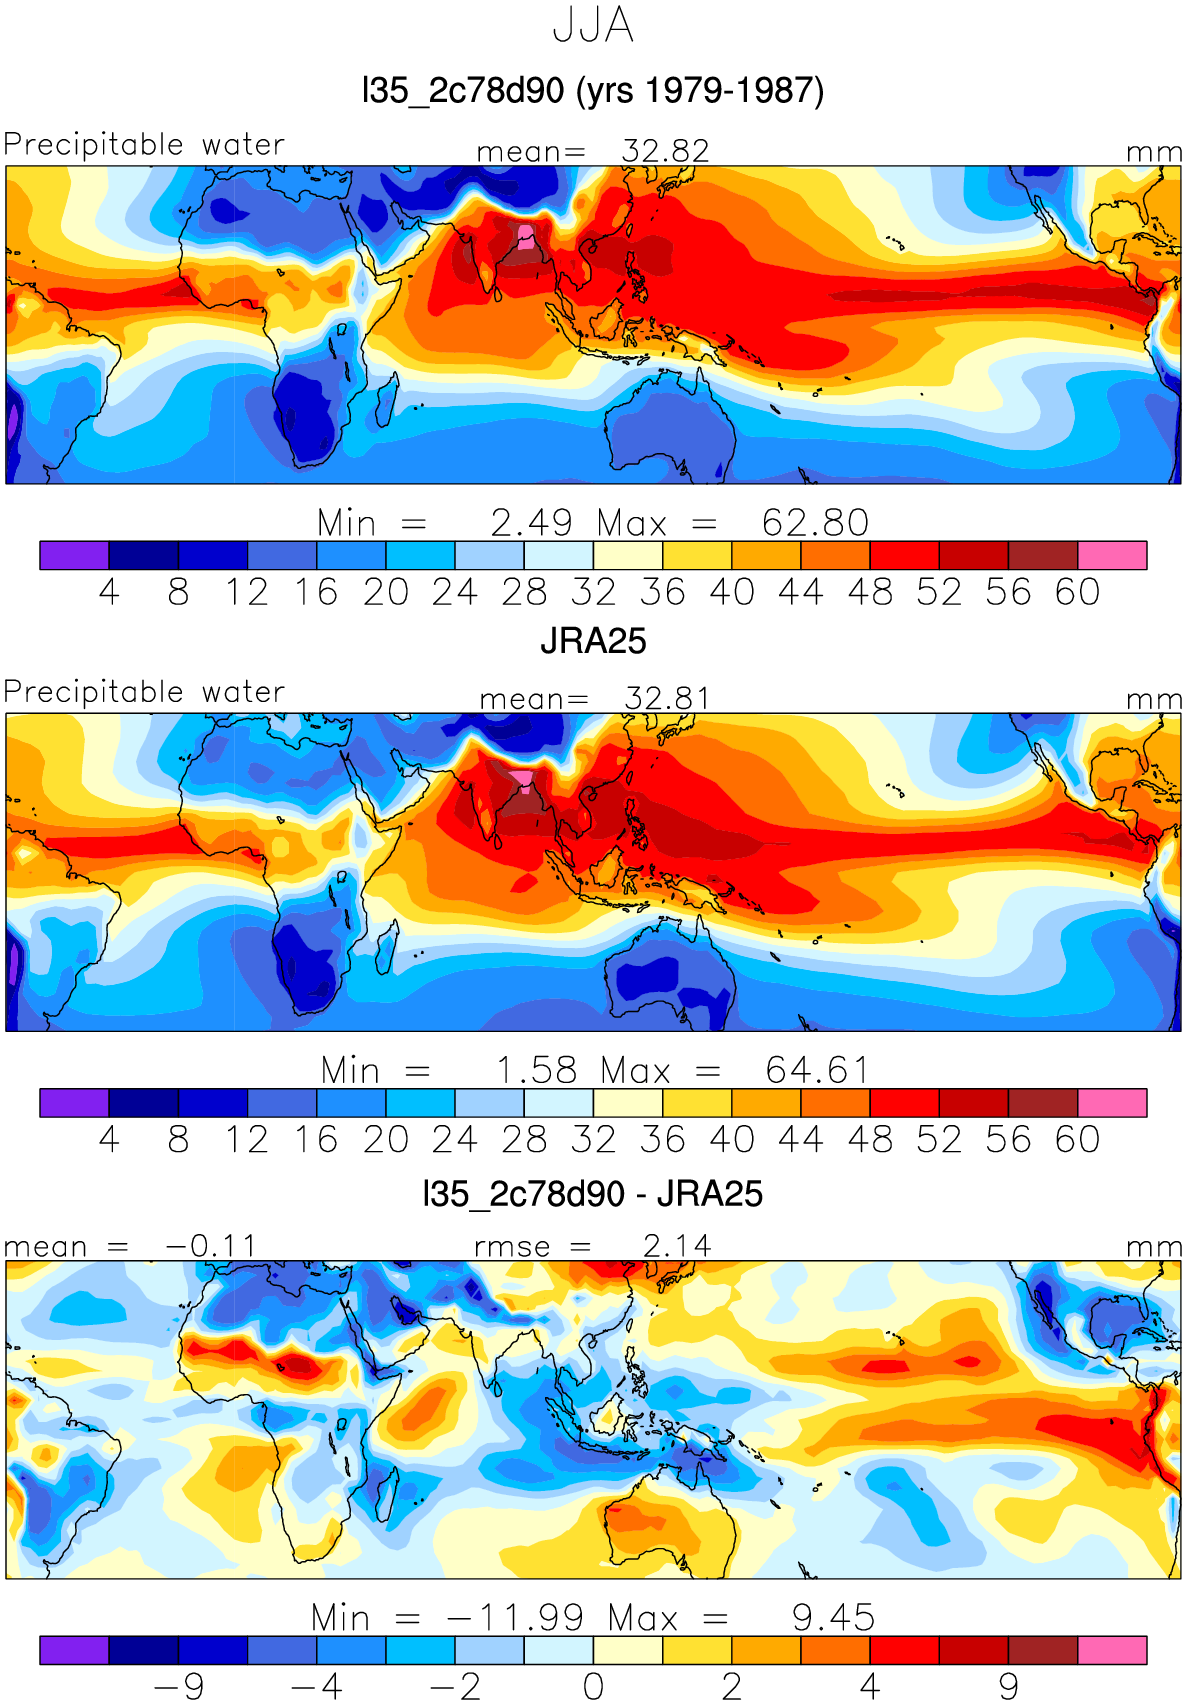 JJA
l35_2c78d90 (yrs 1979-1987)
Precipitable water mean= 32.82 mm
Min = 2.49 Max = 62.80
4 8 12 16 20 24 28 32 36 40 44 48 52 56 60
JRA25
Precipitable water mean= 32.81 mm
Min = 1.58 Max = 64.61
4 8 12 16 20 24 28 32 36 40 44 48 52 56 60
l35_2c78d90 - JRA25
mean = -0.11 rmse = 2.14 mm
Min = -11.99 Max = 9.45
-9 -4 -2 0 2 4 9